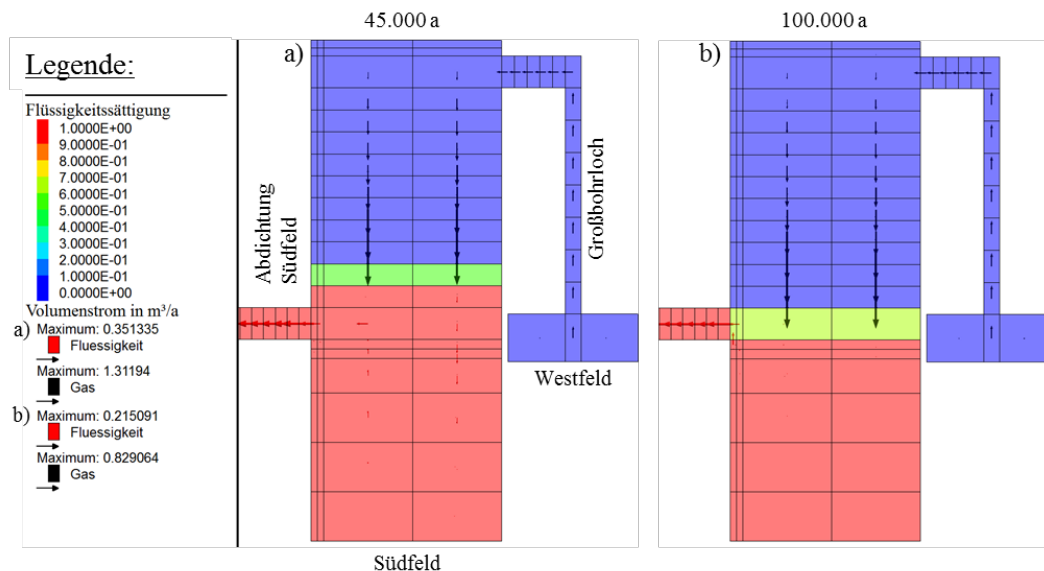 45.000 a
100.000 a
Legende:
a)
b)
Flüssigkeitssättigung
1.0000E+00
9.0000E-01
8.0000E-01
7.0000E-01
6.0000E-01
5.0000E-01
4.0000E-01
3.0000E-01
2.0000E-01
1.0000E-01
0.0000E+00
Volumenstrom in m³/a
a) Maximum: 0.351335
Fluessigkeit
Maximum: 1.31194
Gas
b) Maximum: 0.215091
Fluessigkeit
Maximum: 0.829064
Gas
Abdichtung
Südfeld
Großbohrloch
Westfeld
Südfeld